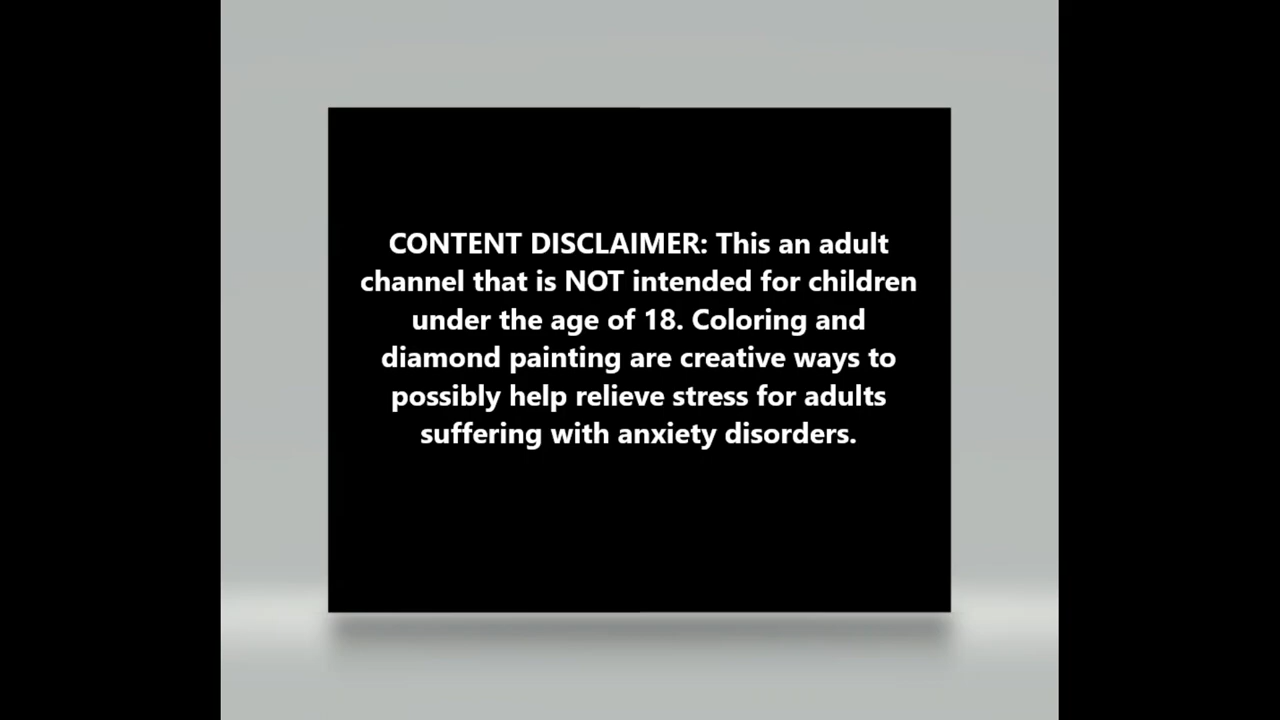 CONTENT DISCLAIMER: This an adult
channel that is NOT intended for children
under the age of 18. Coloring and
diamond painting are creative ways to
possibly help relieve stress for adults
suffering with anxiety disorders.